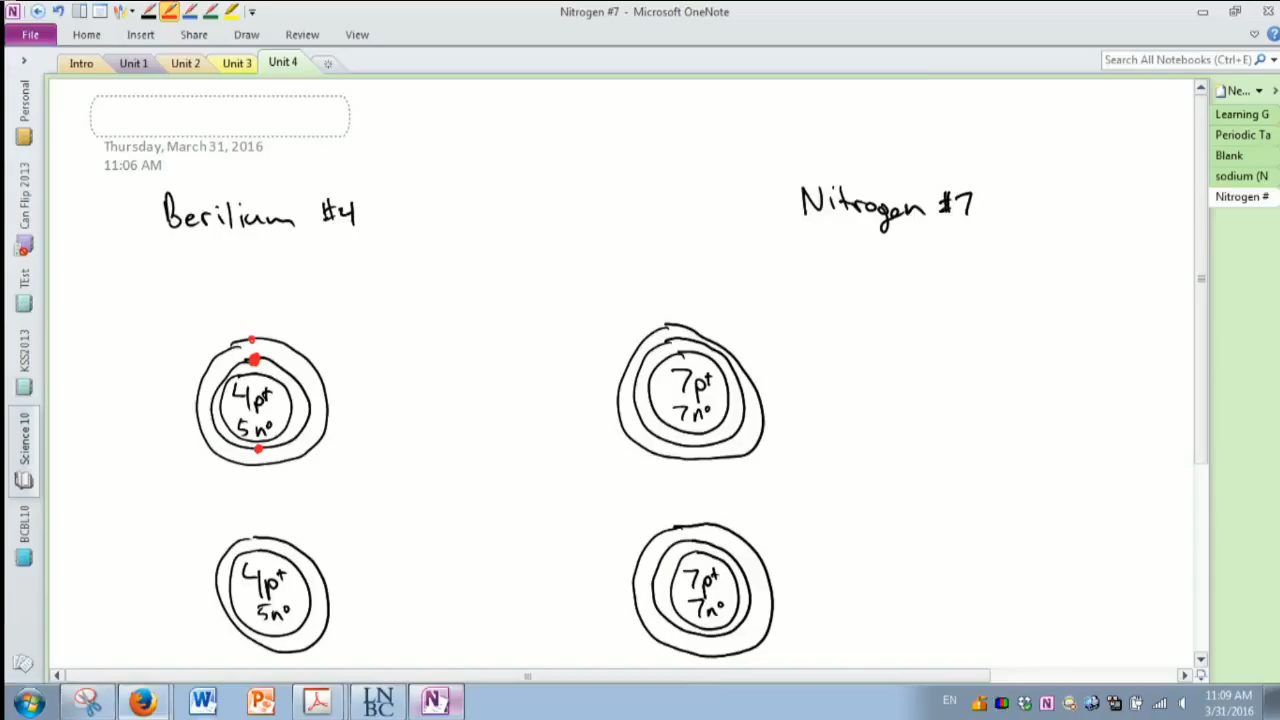 Nitrogen #7 - Microsoft OneNote
File Home Insert Share Draw Review View
Intro Unit 1 Unit 2 Unit 3 Unit 4
Search All Notebooks (Ctrl+E)
Ne...
Personal
Can Flip 2013
TEst
KSS2013
Science 10
BCBL10
Learning G
Periodic Ta
Blank
sodium (N
Nitrogen #
Thursday, March 31, 2016
11:06 AM
Berilium #4
Nitrogen #7
4p+
5n°
7p+
7n°
4p+
5n°
7p+
7n°
W
P
LN
BC
N
EN
11:09 AM
3/31/2016